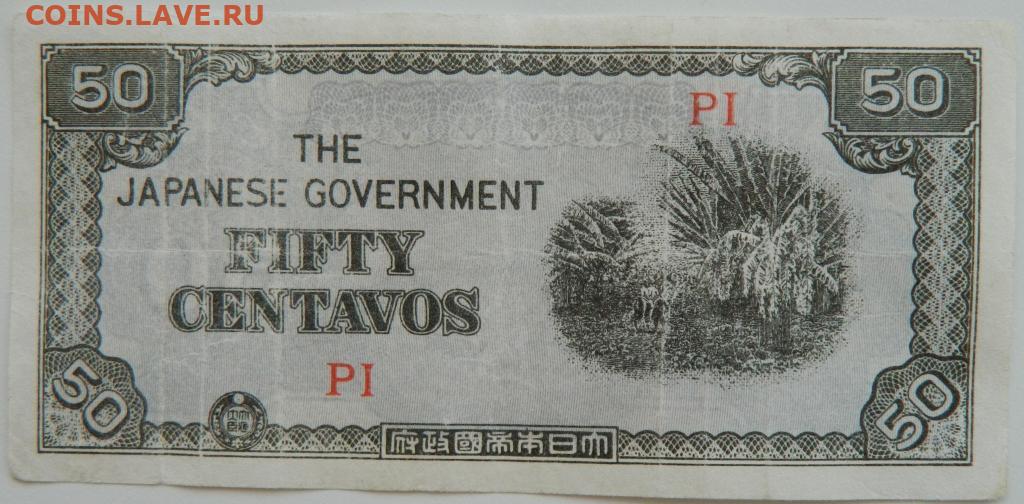 COINS.LAVE.RU
50
50
PI
THE
JAPANESE GOVERNMENT
FIFTY
CENTAVOS
PI
50
府政國帝本日大
50